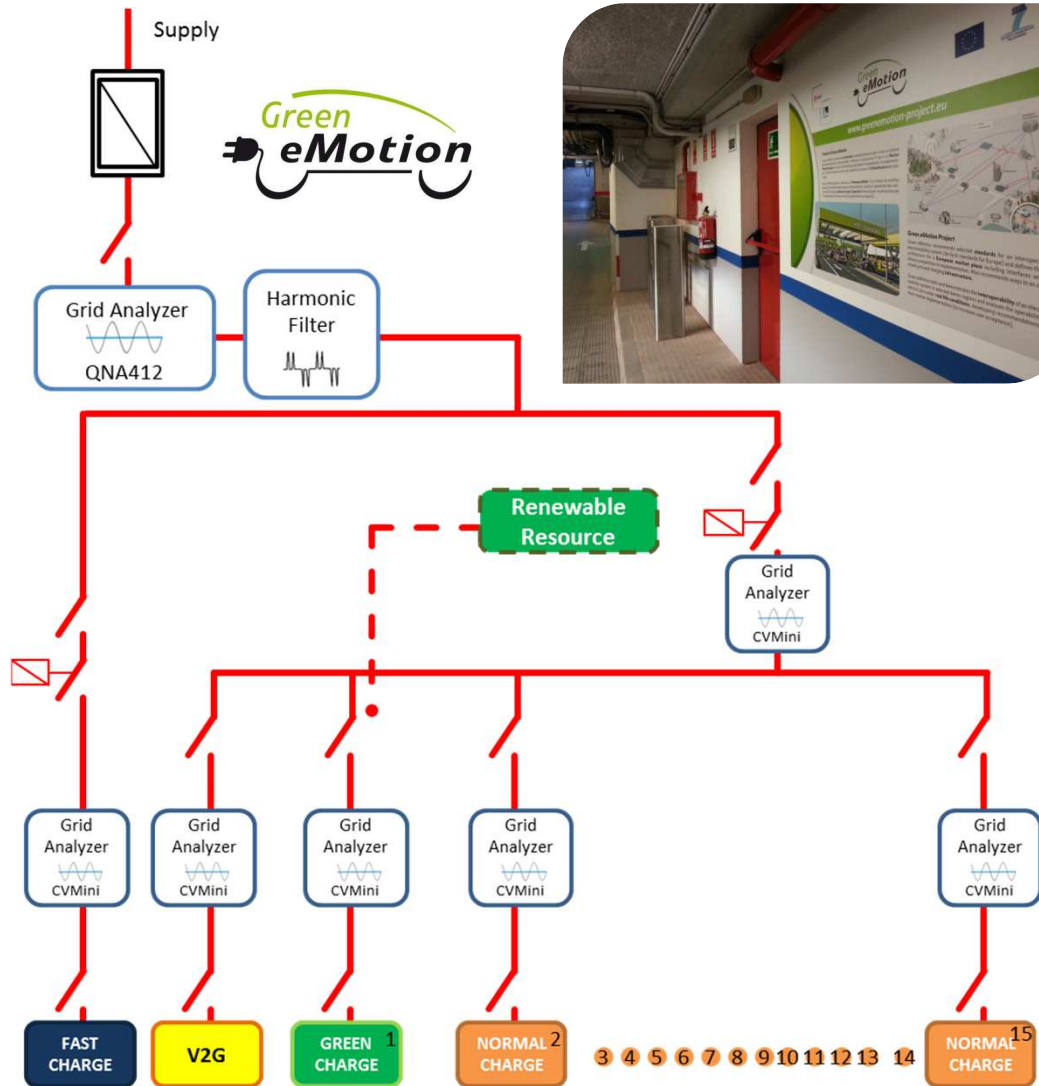 Supply
Green
eMotion
Grid Analyzer
QNA412
Harmonic
Filter
Green
eMotion
www.greenemotion-project.eu
Green eMotion Project
Renewable
Resource
Grid
Analyzer
CVMini
Grid
Analyzer
CVMini
Grid
Analyzer
CVMini
Grid
Analyzer
CVMini
Grid
Analyzer
CVMini
Grid
Analyzer
CVMini
FAST
CHARGE
V2G
GREEN 1
CHARGE
NORMAL 2
CHARGE
3 4 5 6 7 8 9 10 11 12 13 14
NORMAL 15
CHARGE